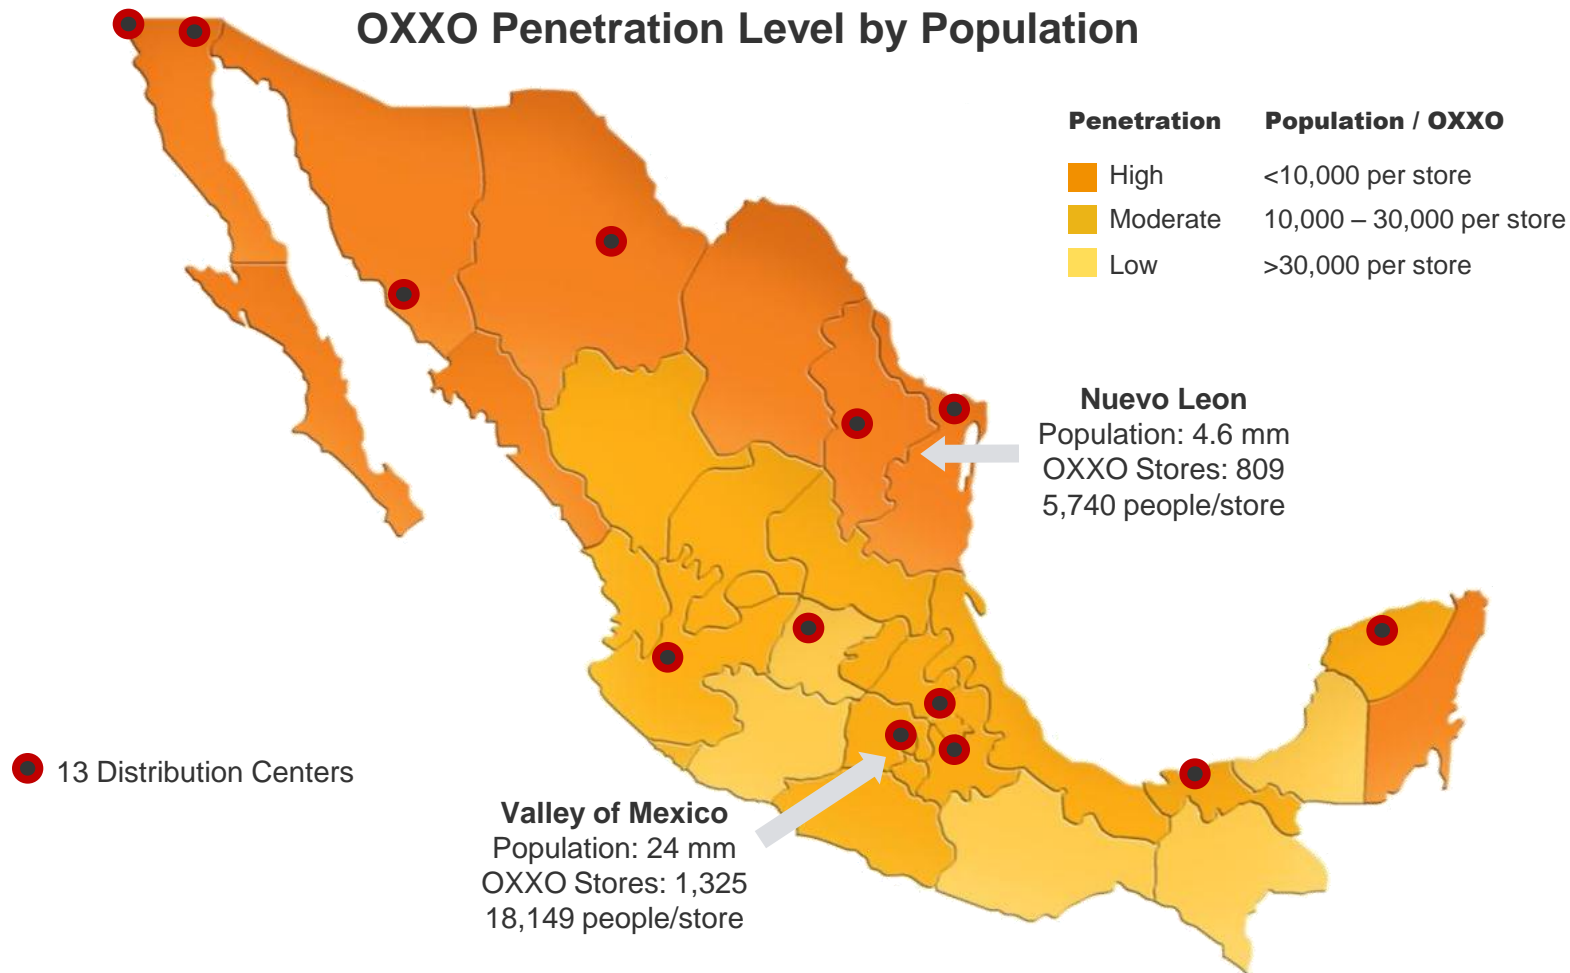 OXXO Penetration Level by Population
Penetration Population / OXXO
High <10,000 per store
Moderate 10,000 – 30,000 per store
Low >30,000 per store
Nuevo Leon
Population: 4.6 mm
OXXO Stores: 809
5,740 people/store
13 Distribution Centers
Valley of Mexico
Population: 24 mm
OXXO Stores: 1,325
18,149 people/store